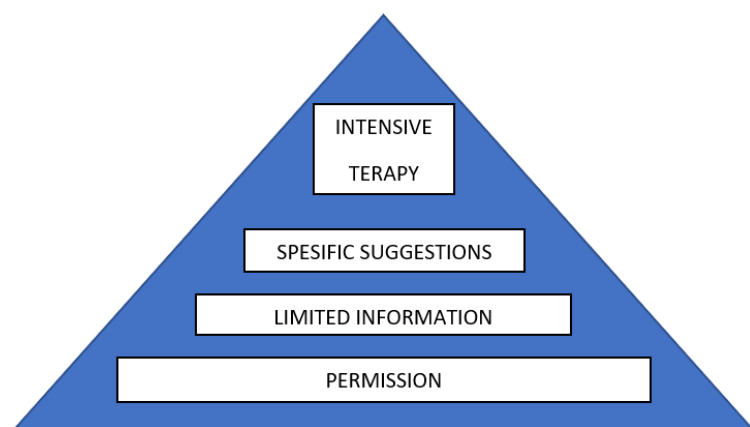 INTENSIVE
TERAPY
SPESIFIC SUGGESTIONS
LIMITED INFORMATION
PERMISSION